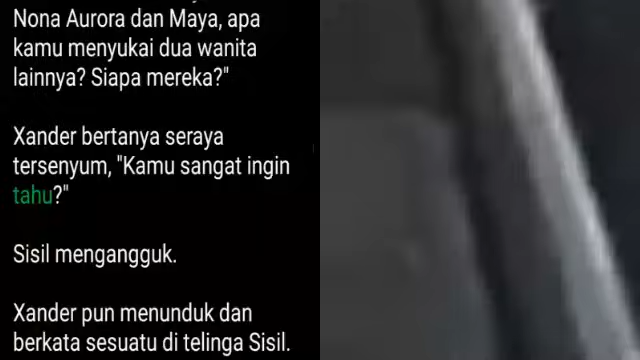 Nona Aurora dan Maya, apa
kamu menyukai dua wanita
lainnya? Siapa mereka?"
Xander bertanya seraya
tersenyum, "Kamu sangat ingin
tahu?"
Sisil mengangguk.
Xander pun menunduk dan
berkata sesuatu di telinga Sisil.